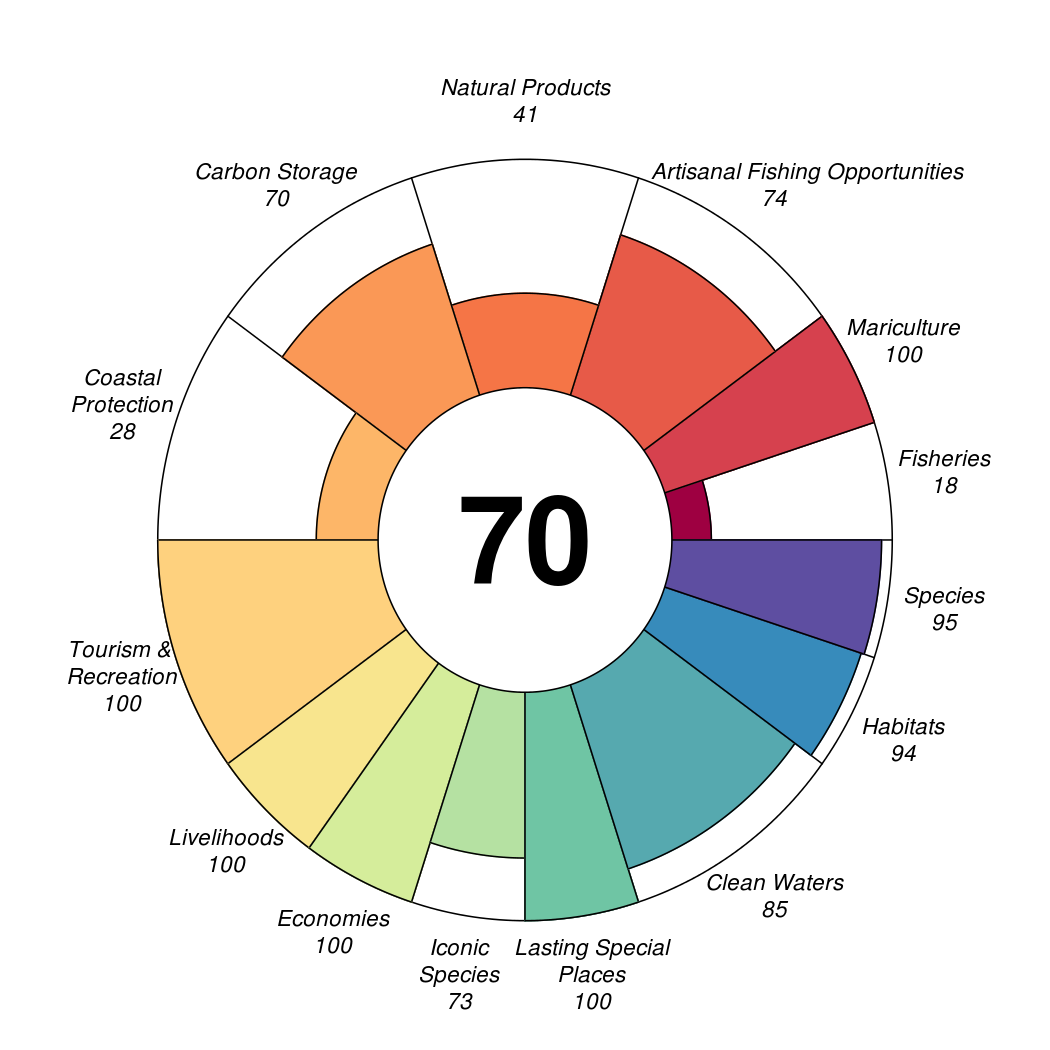 Natural Products
41
Artisanal Fishing Opportunities
74
Carbon Storage
70
Mariculture
100
Coastal
Protection
28
Fisheries
18
70
Species
95
Tourism &
Recreation
100
Habitats
94
Livelihoods
100
Clean Waters
85
Economies
100
Iconic
Species
73
Lasting Special
Places
100